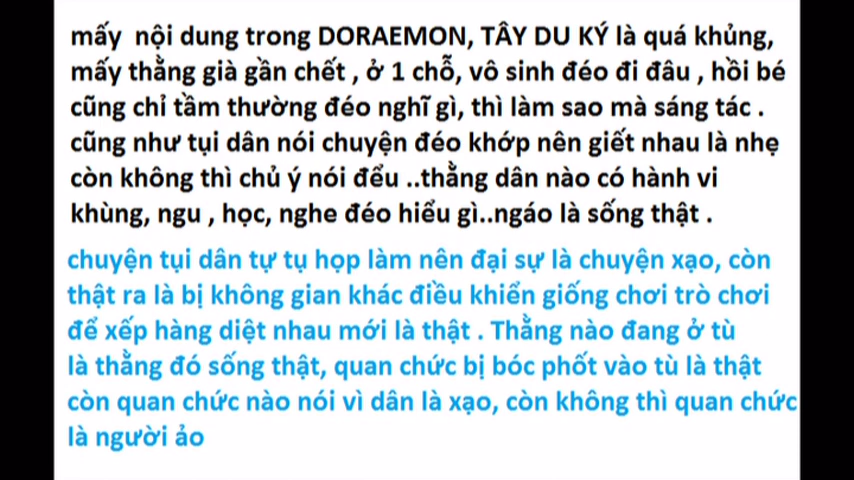 mấy nội dung trong DORAEMON, TÂY DU KÝ là quá khủng,
mấy thằng già gần chết , ở 1 chỗ, vô sinh đéo đi đâu , hồi bé
cũng chỉ tầm thường đéo nghĩ gì, thì làm sao mà sáng tác .
cũng như tụi dân nói chuyện đéo khớp nên giết nhau là nhẹ
còn không thì chủ ý nói đểu ..thằng dân nào có hành vi
khùng, ngu , học, nghe đéo hiểu gì..ngáo là sống thật .
chuyện tụi dân tự tụ họp làm nên đại sự là chuyện xạo, còn
thật ra là bị không gian khác điều khiển giống chơi trò chơi
để xếp hàng diệt nhau mới là thật . Thằng nào đang ở tù
là thằng đó sống thật, quan chức bị bóc phốt vào tù là thật
còn quan chức nào nói vì dân là xạo, còn không thì quan chức
là người ảo